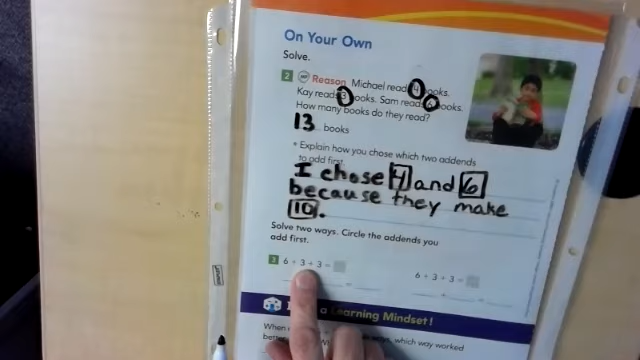 On Your Own
Solve.
2 Reason Michael read 4 books.
Kay read 3 books. Sam read 6 books.
How many books do they read?
13 books
• Explain how you chose which two addends
to add first.
I chose 4 and 6
because they make
10.
Solve two ways. Circle the addends you
add first.
3 6 + 3 + 3 =
6 + 3 + 3 =
a Learning Mindset!
When